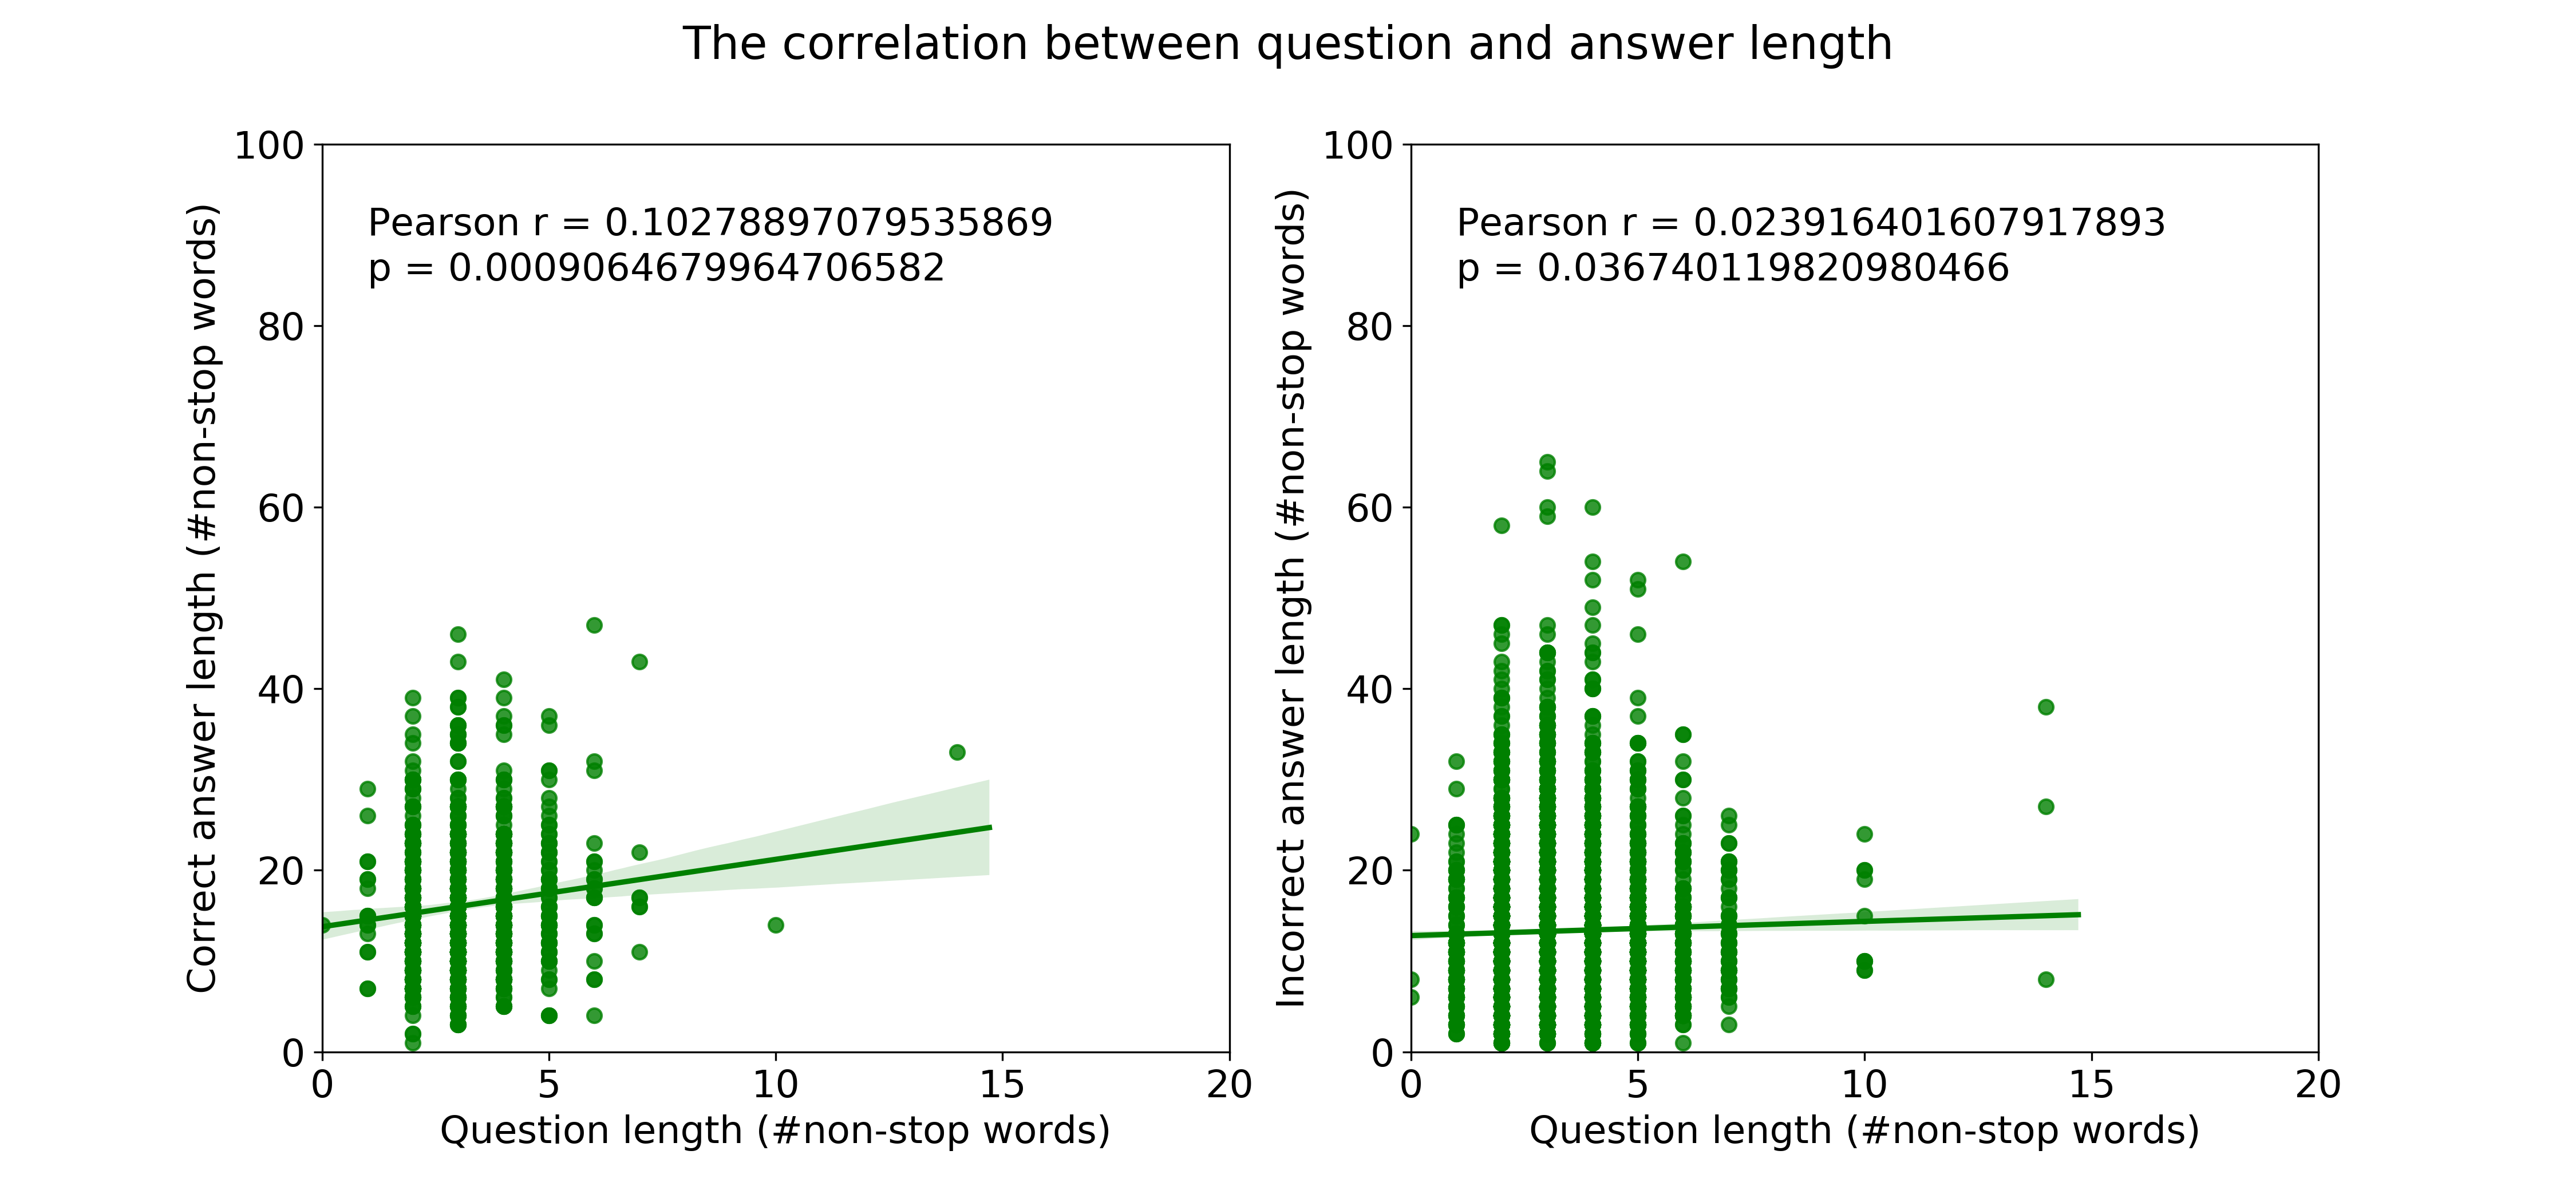 The correlation between question and answer length
Correct answer length (#non-stop words)
100
80
60
40
20
0
Pearson r = 0.10278897079535869
p = 0.0009064679964706582
0 5 10 15 20
Question length (#non-stop words)
Incorrect answer length (#non-stop words)
100
80
60
40
20
0
Pearson r = 0.023916401607917893
p = 0.036740119820980466
0 5 10 15 20
Question length (#non-stop words)